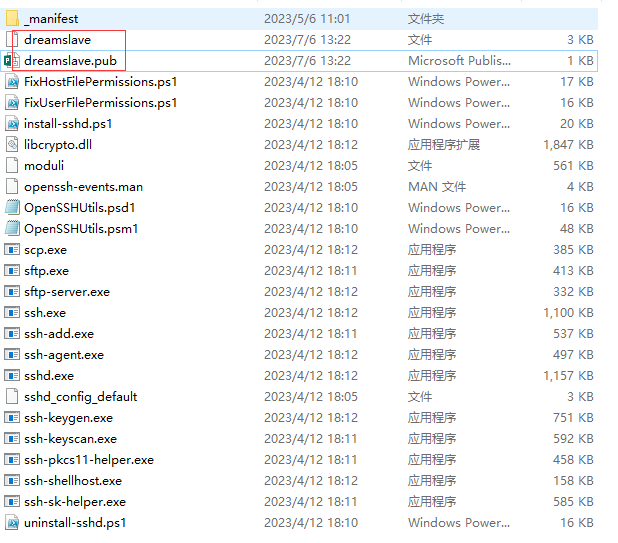 _manifest 2023/5/6 11:01 文件夹
dreamslave 2023/7/6 13:22 文件 3 KB
dreamslave.pub 2023/7/6 13:22 Microsoft Publis... 1 KB
FixHostFilePermissions.ps1 2023/4/12 18:10 Windows Power... 17 KB
FixUserFilePermissions.ps1 2023/4/12 18:10 Windows Power... 16 KB
install-sshd.ps1 2023/4/12 18:10 Windows Power... 20 KB
libcrypto.dll 2023/4/12 18:12 应用程序扩展 1,847 KB
moduli 2023/4/12 18:05 文件 561 KB
openssh-events.man 2023/4/12 18:05 MAN 文件 4 KB
OpenSSHUtils.psd1 2023/4/12 18:10 Windows Power... 16 KB
OpenSSHUtils.psm1 2023/4/12 18:10 Windows Power... 48 KB
scp.exe 2023/4/12 18:12 应用程序 385 KB
sftp.exe 2023/4/12 18:11 应用程序 413 KB
sftp-server.exe 2023/4/12 18:12 应用程序 332 KB
ssh.exe 2023/4/12 18:12 应用程序 1,100 KB
ssh-add.exe 2023/4/12 18:11 应用程序 537 KB
ssh-agent.exe 2023/4/12 18:12 应用程序 497 KB
sshd.exe 2023/4/12 18:12 应用程序 1,157 KB
sshd_config_default 2023/4/12 18:05 文件 3 KB
ssh-keygen.exe 2023/4/12 18:12 应用程序 751 KB
ssh-keyscan.exe 2023/4/12 18:11 应用程序 592 KB
ssh-pkcs11-helper.exe 2023/4/12 18:11 应用程序 458 KB
ssh-shellhost.exe 2023/4/12 18:12 应用程序 158 KB
ssh-sk-helper.exe 2023/4/12 18:11 应用程序 585 KB
uninstall-sshd.ps1 2023/4/12 18:10 Windows Power... 16 KB